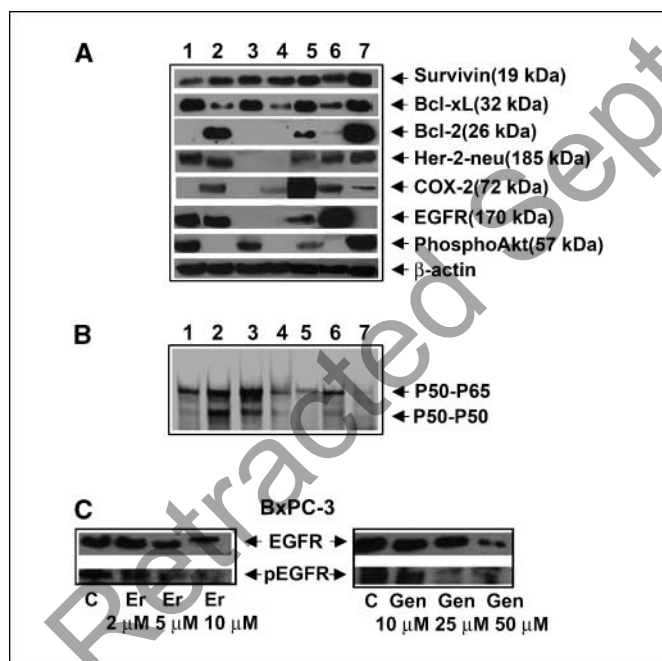 A
1 2 3 4 5 6 7
Survivin(19 kDa)
Bcl-xL(32 kDa)
Bcl-2(26 kDa)
Her-2-neu(185 kDa)
COX-2(72 kDa)
EGFR(170 kDa)
PhosphoAkt(57 kDa)
β-actin
B
1 2 3 4 5 6 7
P50-P65
P50-P50
C
BxPC-3
EGFR
pEGFR
C Er Er Er
2 μM 5 μM 10 μM
C Gen Gen Gen
10 μM 25 μM 50 μM
Retracted Sept